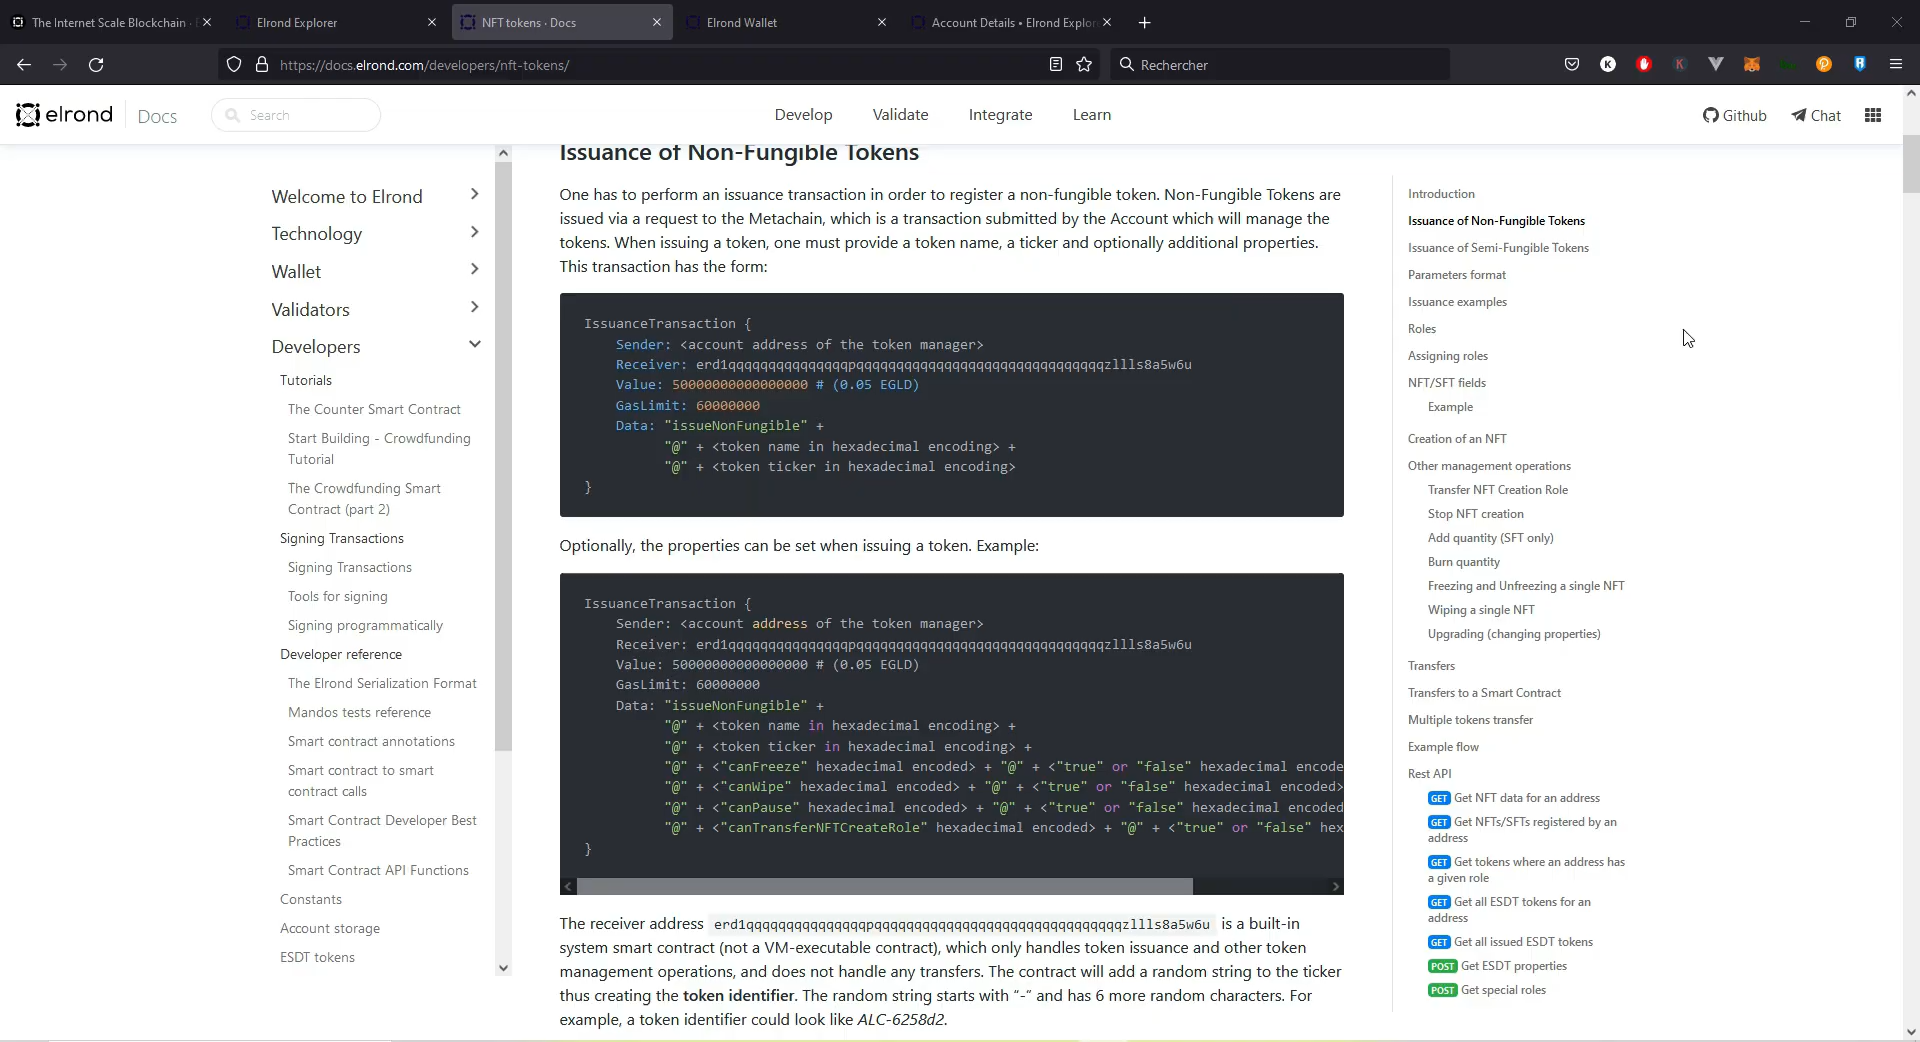 The Internet Scale Blockchain ·
Elrond Explorer
NFT tokens · Docs
Elrond Wallet
Account Details • Elrond Explor
https://docs.elrond.com/developers/nft-tokens/
Rechercher
elrond
Docs
Search
Develop
Validate
Integrate
Learn
Github
Chat
Welcome to Elrond
Technology
Wallet
Validators
Developers
Tutorials
The Counter Smart Contract
Start Building - Crowdfunding
Tutorial
The Crowdfunding Smart
Contract (part 2)
Signing Transactions
Signing Transactions
Tools for signing
Signing programmatically
Developer reference
The Elrond Serialization Format
Mandos tests reference
Smart contract annotations
Smart contract to smart
contract calls
Smart Contract Developer Best
Practices
Smart Contract API Functions
Constants
Account storage
ESDT tokens
Issuance of Non-Fungible Tokens
One has to perform an issuance transaction in order to register a non-fungible token. Non-Fungible Tokens are
issued via a request to the Metachain, which is a transaction submitted by the Account which will manage the
tokens. When issuing a token, one must provide a token name, a ticker and optionally additional properties.
This transaction has the form:
IssuanceTransaction {
Sender: <account address of the token manager>
Receiver: erd1qqqqqqqqqqqqqqqpqqqqqqqqqqqqqqqqqqqqqqqqqqqqqqqzllls8a5w6u
Value: 50000000000000000 # (0.05 EGLD)
GasLimit: 60000000
Data: "issueNonFungible" +
"@" + <token name in hexadecimal encoding> +
"@" + <token ticker in hexadecimal encoding>
}
Optionally, the properties can be set when issuing a token. Example:
IssuanceTransaction {
Sender: <account address of the token manager>
Receiver: erd1qqqqqqqqqqqqqqqpqqqqqqqqqqqqqqqqqqqqqqqqqqqqqqqzllls8a5w6u
Value: 50000000000000000 # (0.05 EGLD)
GasLimit: 60000000
Data: "issueNonFungible" +
"@" + <token name in hexadecimal encoding> +
"@" + <token ticker in hexadecimal encoding> +
"@" + <"canFreeze" hexadecimal encoded> + "@" + <"true" or "false" hexadecimal encode
"@" + <"canWipe" hexadecimal encoded> + "@" + <"true" or "false" hexadecimal encoded>
"@" + <"canPause" hexadecimal encoded> + "@" + <"true" or "false" hexadecimal encoded
"@" + <"canTransferNFTCreateRole" hexadecimal encoded> + "@" + <"true" or "false" hex
}
The receiver address erd1qqqqqqqqqqqqqqqpqqqqqqqqqqqqqqqqqqqqqqqqqqqqqqqzllls8a5w6u is a built-in
system smart contract (not a VM-executable contract), which only handles token issuance and other token
management operations, and does not handle any transfers. The contract will add a random string to the ticker
thus creating the token identifier. The random string starts with “-” and has 6 more random characters. For
example, a token identifier could look like ALC-6258d2.
Introduction
Issuance of Non-Fungible Tokens
Issuance of Semi-Fungible Tokens
Parameters format
Issuance examples
Roles
Assigning roles
NFT/SFT fields
Example
Creation of an NFT
Other management operations
Transfer NFT Creation Role
Stop NFT creation
Add quantity (SFT only)
Burn quantity
Freezing and Unfreezing a single NFT
Wiping a single NFT
Upgrading (changing properties)
Transfers
Transfers to a Smart Contract
Multiple tokens transfer
Example flow
Rest API
GET Get NFT data for an address
GET Get NFTs/SFTs registered by an
address
GET Get tokens where an address has
a given role
GET Get all ESDT tokens for an
address
GET Get all issued ESDT tokens
POST Get ESDT properties
POST Get special roles